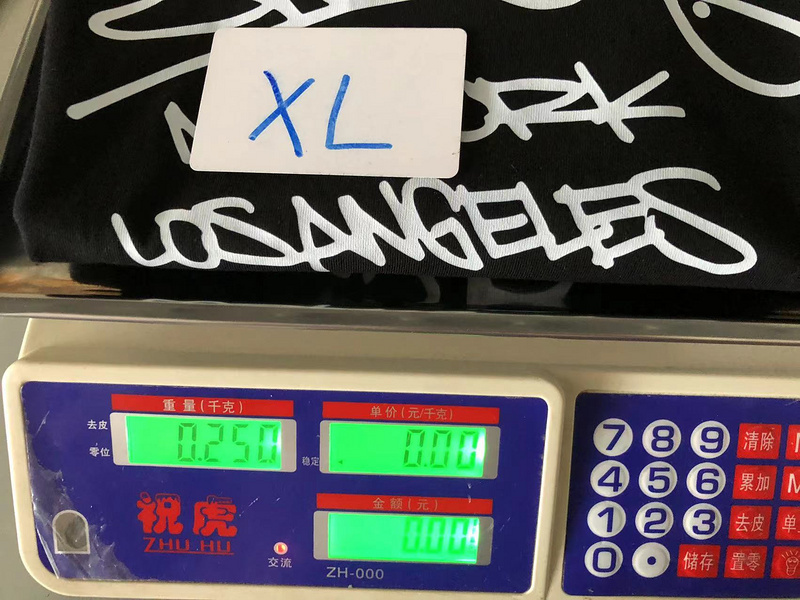 XL
LOS ANGELES
重量(千克)
去皮
零位
0.250
单价(元/千克)
稳定
0.00
金额(元)
0.00
祝虎
ZHU HU
交流
ZH-000
7 8 9 清除
4 5 6 累加 M
1 2 3 去皮
0 . 储存 置零